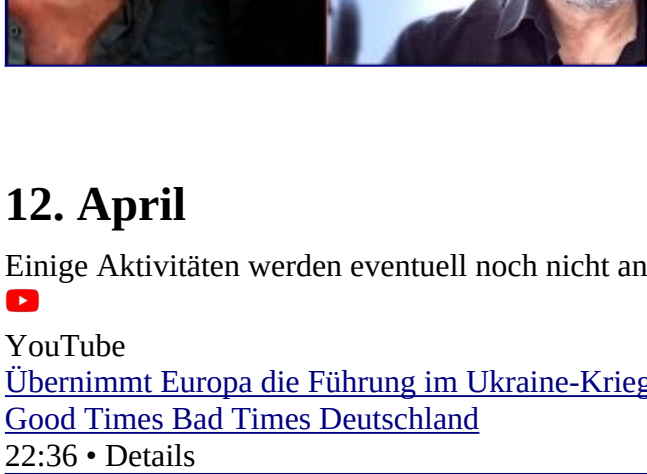 12. April
Einige Aktivitäten werden eventuell noch nicht an
YouTube
Übernimmt Europa die Führung im Ukraine-Krieg
Good Times Bad Times Deutschland
22:36 • Details